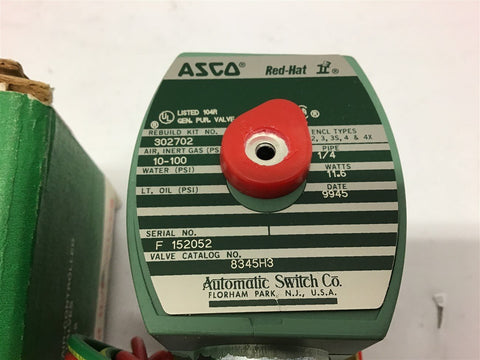 ASCO Red-Hat II ®
UL ® LISTED 104R
GEN. PUR. VALVE
REBUILD KIT NO. ENCL TYPES
302702 2, 3, 3S, 4 & 4X
AIR, INERT GAS (PSI) PIPE
10-100 1/4
WATER (PSI) WATTS
11.6
LT. OIL (PSI) DATE
9945
SERIAL NO.
F 152052
VALVE CATALOG NO.
8345H3
Automatic Switch Co.
FLORHAM PARK, N.J., U.S.A.